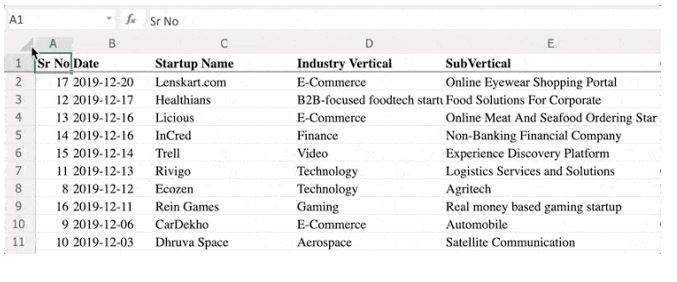 A1 fx Sr No
A B C D E
1 Sr No Date Startup Name Industry Vertical SubVertical
2 17 2019-12-20 Lenskart.com E-Commerce Online Eyewear Shopping Portal
3 12 2019-12-17 Healthians B2B-focused foodtech startu Food Solutions For Corporate
4 13 2019-12-16 Licious E-Commerce Online Meat And Seafood Ordering Star
5 14 2019-12-16 InCred Finance Non-Banking Financial Company
6 15 2019-12-14 Trell Video Experience Discovery Platform
7 11 2019-12-13 Rivigo Technology Logistics Services and Solutions
8 8 2019-12-12 Ecozen Technology Agritech
9 16 2019-12-11 Rein Games Gaming Real money based gaming startup
10 9 2019-12-06 CarDekho E-Commerce Automobile
11 10 2019-12-03 Dhruva Space Aerospace Satellite Communication